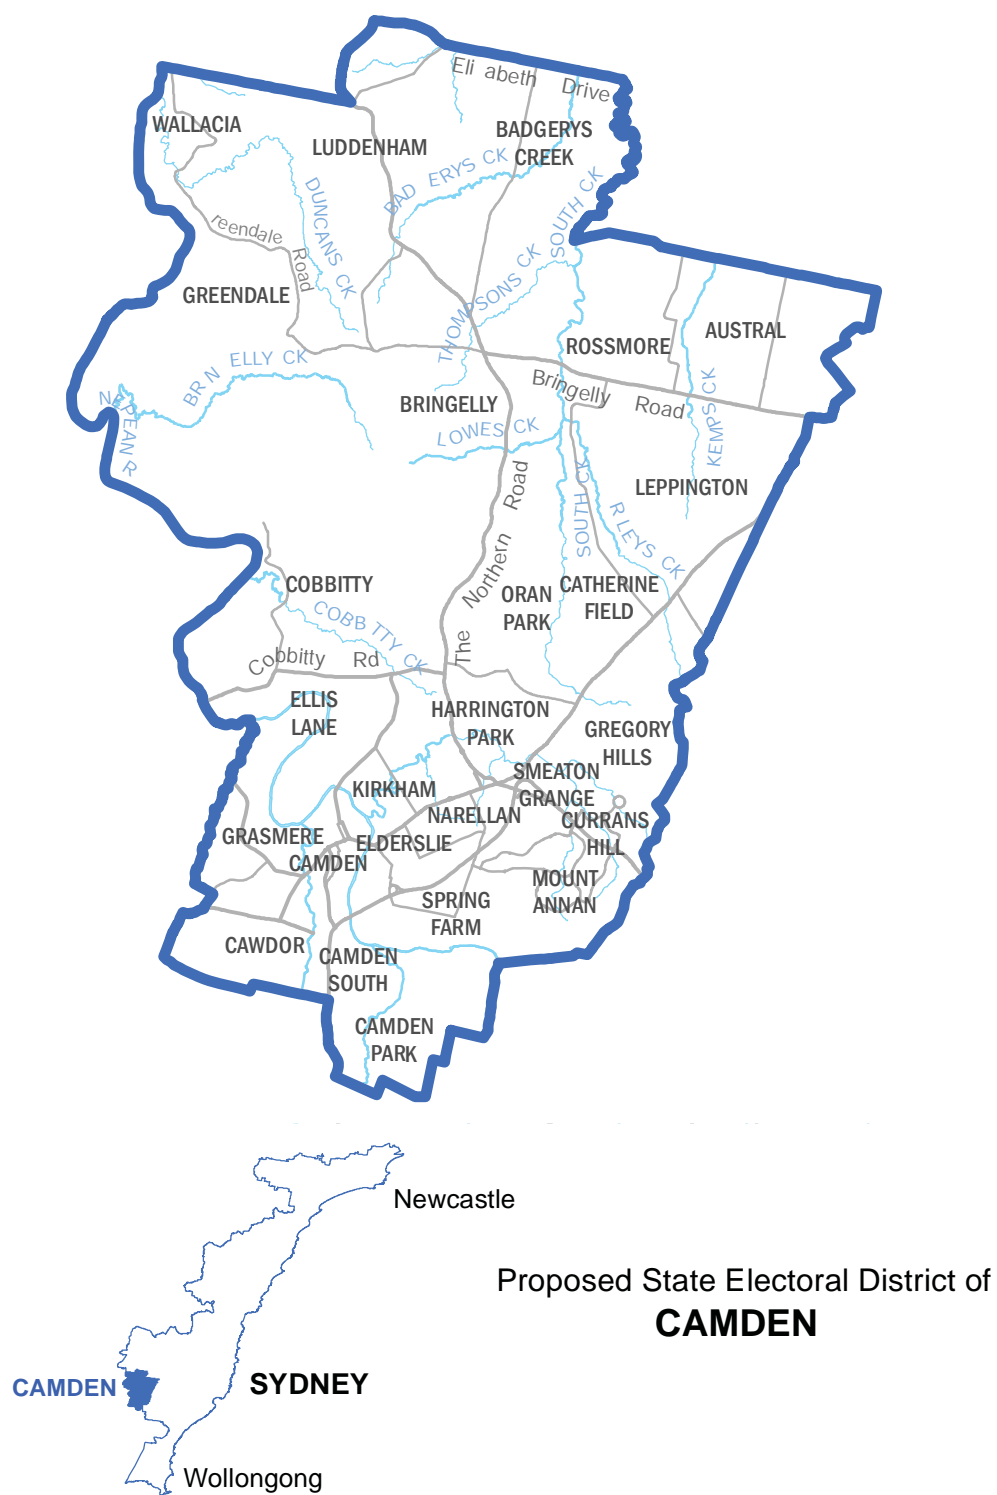 Eli abeth Drive
WALLACIA
LUDDENHAM
BADGERYS
CREEK
BAD ERYS CK
DUNCANS CK
SOUTH CK
reendale Road
THOMPSONS CK
GREENDALE
ROSSMORE
AUSTRAL
BR N ELLY CK
Bringelly Road
KEMPS CK
NEPEAN R
BRINGELLY
LOWES CK
LEPPINGTON
The Northern Road
SOUTH CK
R LEYS CK
COBBITTY
COBB TTY CK
ORAN
PARK
CATHERINE
FIELD
Cobbitty Rd
ELLIS
LANE
HARRINGTON
PARK
GREGORY
HILLS
SMEATON
GRANGE
KIRKHAM
NARELLAN
CURRANS
HILL
GRASMERE
ELDERSLIE
CAMDEN
MOUNT
ANNAN
SPRING
FARM
CAWDOR
CAMDEN
SOUTH
CAMDEN
PARK
Newcastle
Proposed State Electoral District of
CAMDEN
CAMDEN
SYDNEY
Wollongong